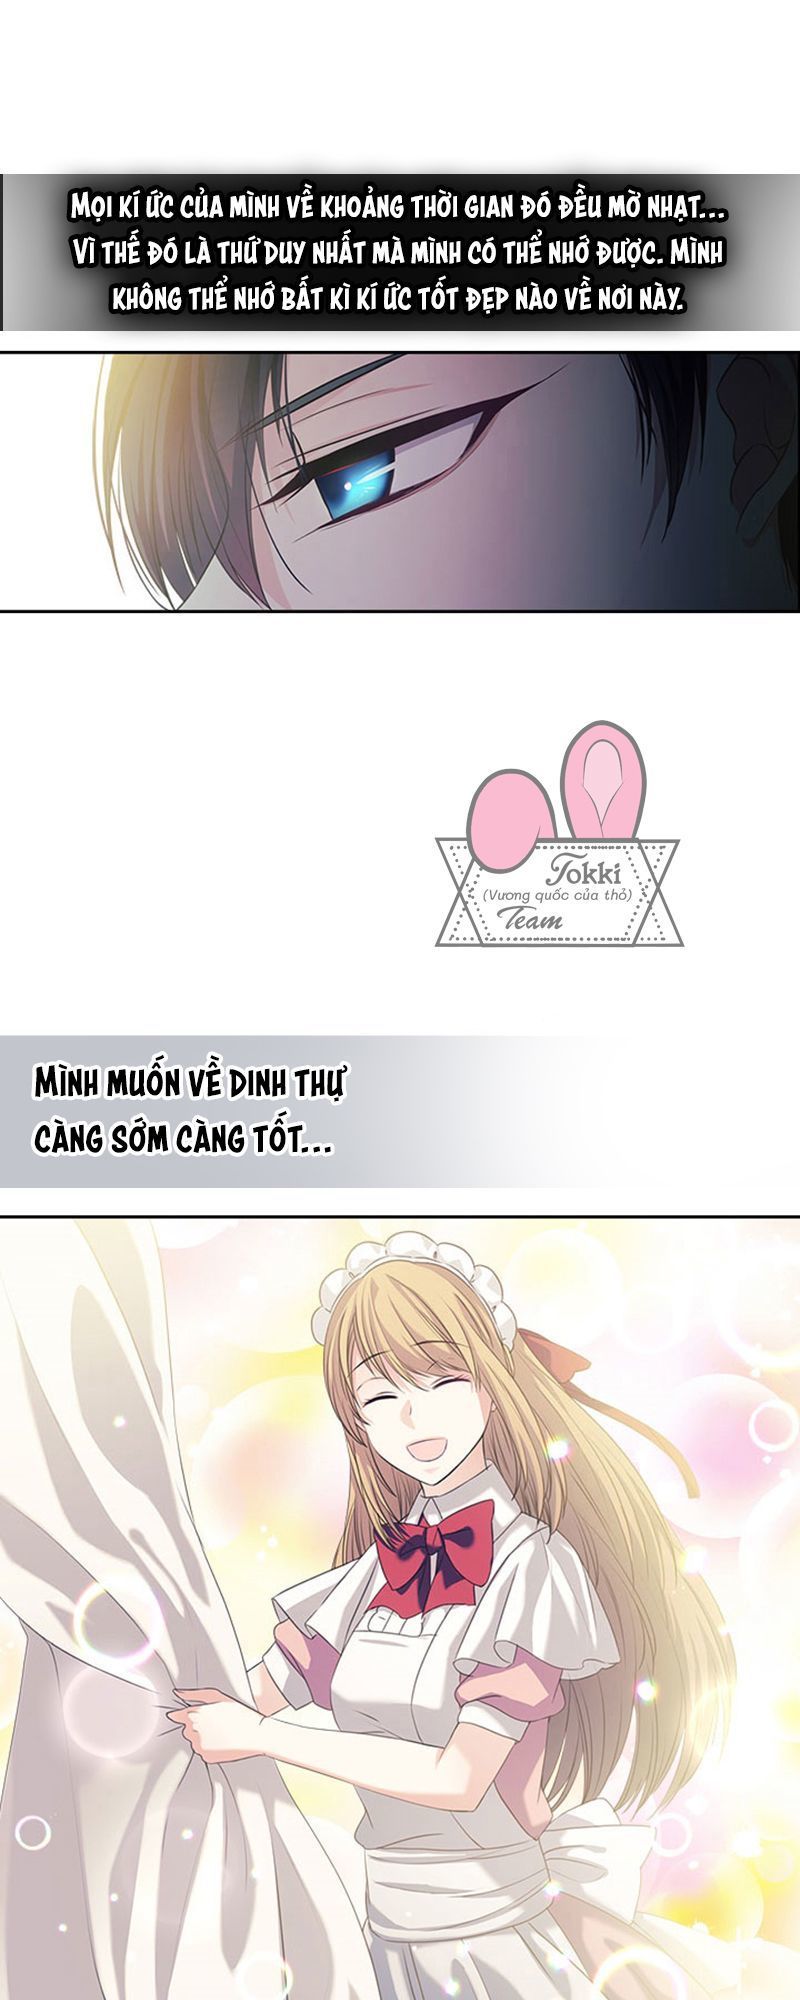 MỌI KÍ ỨC CỦA MÌNH VỀ KHOẢNG THỜI GIAN ĐÓ ĐỀU MỜ NHẠT...
VÌ THẾ ĐÓ LÀ THỨ DUY NHẤT MÀ MÌNH CÓ THỂ NHỚ ĐƯỢC. MÌNH
KHÔNG THỂ NHỚ BẤT KÌ KÍ ỨC TỐT ĐẸP NÀO VỀ NƠI NÀY.
Tokki
(Vương quốc của thỏ)
Team
MÌNH MUỐN VỀ DINH THỰ
CÀNG SỚM CÀNG TỐT...